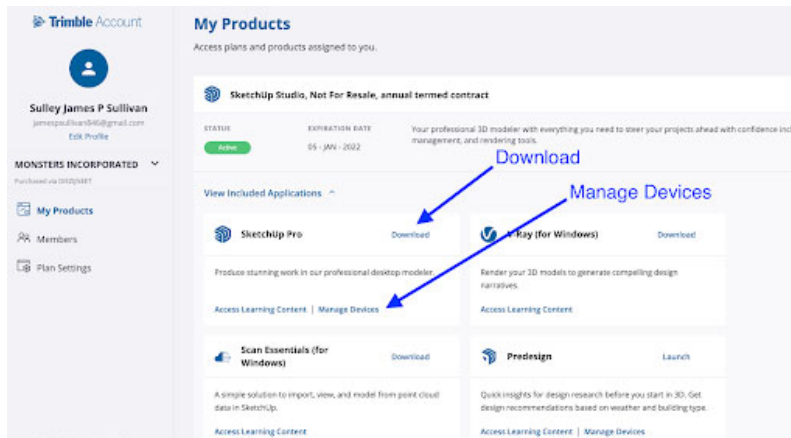 Trimble Account
My Products
Access plans and products assigned to you.
Sulley James P Sullivan
Edit Profile
MONSTERS INCORPORATED
My Products
Members
Plan Settings
SketchUp Studio, Not For Resale, annual termed contract
STATUS
EXPIRATION DATE
Active
05 - JAN - 2022
Your professional 3D modeler with everything you need to steer your projects ahead with confidence
management, and rendering tools.
Download
Manage Devices
View Included Applications
SketchUp Pro
Download
Produce stunning work in our professional desktop modeler.
Access Learning Content | Manage Devices
V-Ray (for Windows)
Download
Render your 3D models to generate compelling design
narratives.
Access Learning Content
Scan Essentials (for
Windows)
Download
A simple solution to import, view, and model from point cloud
data in SketchUp.
Access Learning Content
Predesign
Launch
Quick insights for design research before you start in 3D. Get
design recommendations based on weather and building type.
Access Learning Content | Manage Devices